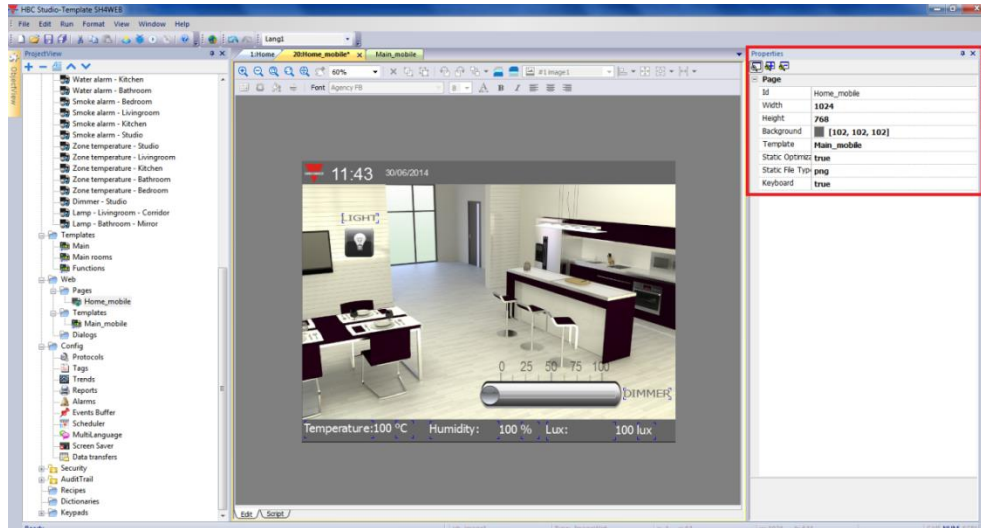 HBC Studio-Template SH4WEB
File Edit Run Format View Window Help
Lang1
ProjectView
1:Home 20:Home_mobile* Main_mobile
Properties
ObjectView
60% #1 image1
Font Agency FB 8 A B I
Water alarm - Kitchen
Water alarm - Bathroom
Smoke alarm - Bedroom
Smoke alarm - Livingroom
Smoke alarm - Kitchen
Smoke alarm - Studio
Zone temperature - Studio
Zone temperature - Livingroom
Zone temperature - Kitchen
Zone temperature - Bathroom
Zone temperature - Bedroom
Dimmer - Studio
Lamp - Livingroom - Corridor
Lamp - Bathroom - Mirror
Templates
Main
Main rooms
Functions
Web
Pages
Home_mobile
Templates
Main_mobile
Dialogs
Config
Protocols
Tags
Trends
Reports
Alarms
Events Buffer
Scheduler
MultiLanguage
Screen Saver
Data transfers
Security
AuditTrail
Recipes
Dictionaries
Keypads
11:43 30/06/2014
LIGHT
0 25 50 75 100
DIMMER
Temperature:100 ºC Humidity: 100 % Lux: 100 lux
Edit Script
Page
Id Home_mobile
Width 1024
Height 768
Background [102, 102, 102]
Template Main_mobile
Static Optimiza true
Static File Typ png
Keyboard true